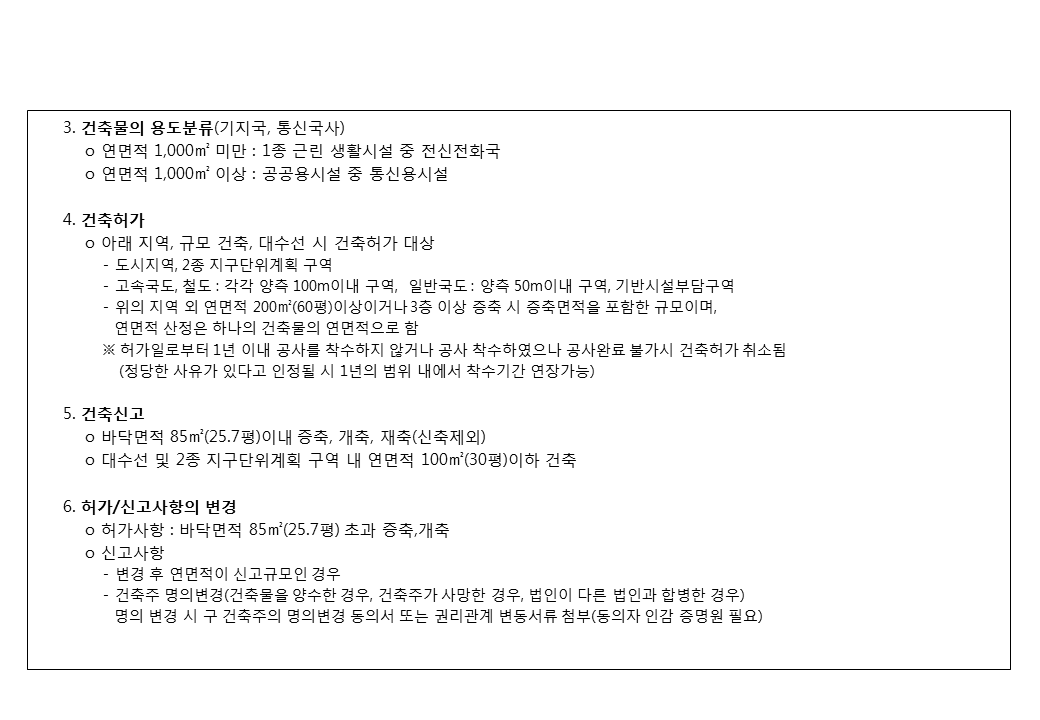 3. 건축물의 용도분류(기지국, 통신국사)
ο 연면적 1,000㎡ 미만 : 1종 근린 생활시설 중 전신전화국
ο 연면적 1,000㎡ 이상 : 공공용시설 중 통신용시설
4. 건축허가
ο 아래 지역, 규모 건축, 대수선 시 건축허가 대상
- 도시지역, 2종 지구단위계획 구역
- 고속국도, 철도 : 각각 양측 100m이내 구역, 일반국도 : 양측 50m이내 구역, 기반시설부담구역
- 위의 지역 외 연면적 200㎡(60평)이상이거나 3층 이상 증축 시 증축면적을 포함한 규모이며,
연면적 산정은 하나의 건축물의 연면적으로 함
※ 허가일로부터 1년 이내 공사를 착수하지 않거나 공사 착수하였으나 공사완료 불가시 건축허가 취소됨
(정당한 사유가 있다고 인정될 시 1년의 범위 내에서 착수기간 연장가능)
5. 건축신고
ο 바닥면적 85㎡(25.7평)이내 증축, 개축, 재축(신축제외)
ο 대수선 및 2종 지구단위계획 구역 내 연면적 100㎡(30평)이하 건축
6. 허가/신고사항의 변경
ο 허가사항 : 바닥면적 85㎡(25.7평) 초과 증축,개축
ο 신고사항
- 변경 후 연면적이 신고규모인 경우
- 건축주 명의변경(건축물을 양수한 경우, 건축주가 사망한 경우, 법인이 다른 법인과 합병한 경우)
명의 변경 시 구 건축주의 명의변경 동의서 또는 권리관계 변동서류 첨부(동의자 인감 증명원 필요)